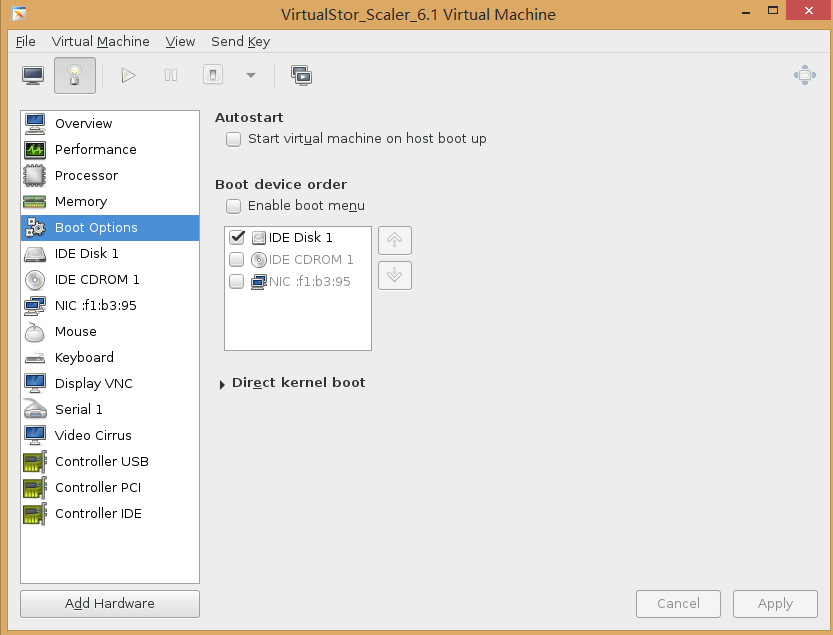 VirtualStor_Scaler_6.1 Virtual Machine
File Virtual Machine View Send Key
Overview
Performance
Processor
Memory
Boot Options
IDE Disk 1
IDE CDROM 1
NIC :f1:b3:95
Mouse
Keyboard
Display VNC
Serial 1
Video Cirrus
Controller USB
Controller PCI
Controller IDE
Add Hardware
Autostart
Start virtual machine on host boot up
Boot device order
Enable boot menu
IDE Disk 1
IDE CDROM 1
NIC :f1:b3:95
Direct kernel boot
Cancel Apply